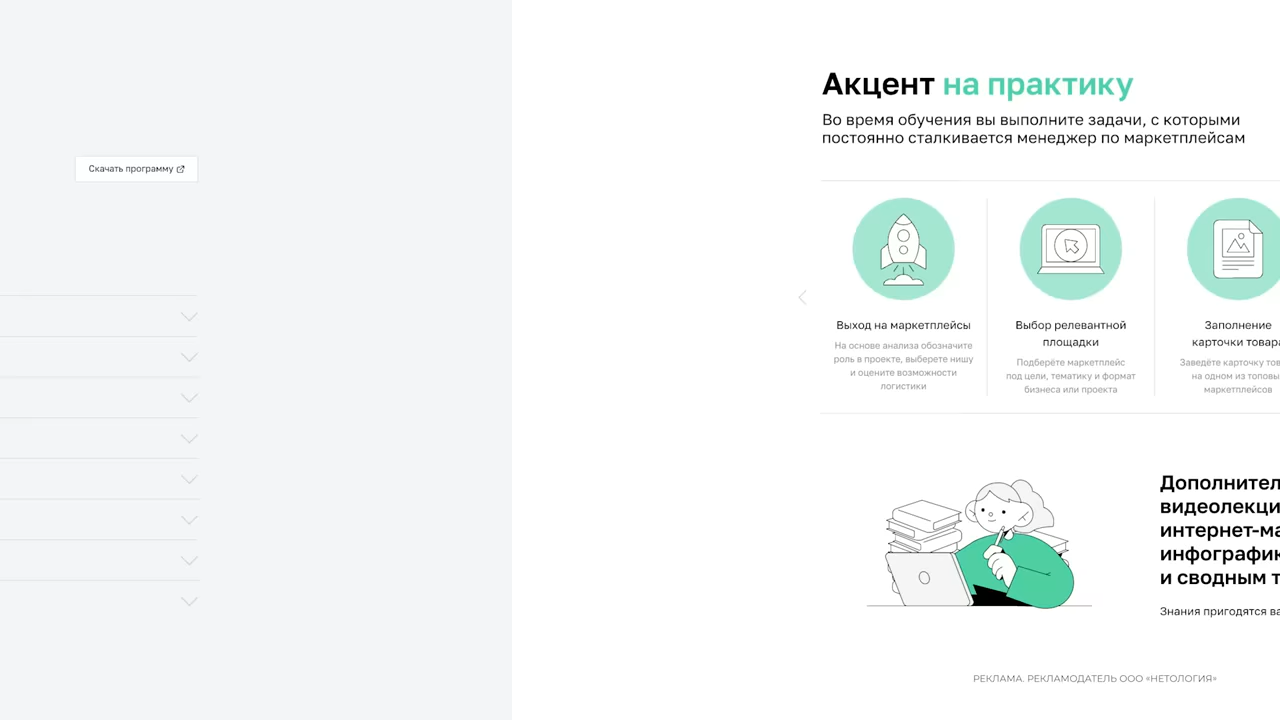 Скачать программу
Акцент на практику
Во время обучения вы выполните задачи, с которыми
постоянно сталкивается менеджер по маркетплейсам
Выход на маркетплейсы
На основе анализа обозначите
роль в проекте, выберете нишу
и оцените возможности
логистики
Выбор релевантной
площадки
Подберёте маркетплейс
под цели, тематику и формат
бизнеса или проекта
Заполнение
карточки товара
Заведёте карточку тов
на одном из топовы
маркетплейсов
Дополнител
видеолекци
интернет-ма
инфографик
и сводным т
Знания пригодятся ва
РЕКЛАМА. РЕКЛАМОДАТЕЛЬ ООО «НЕТОЛОГИЯ»